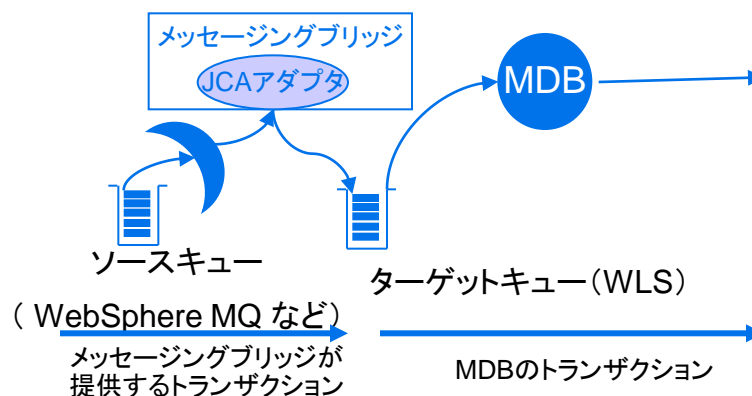 メッセージングブリッジ
JCAアダプタ
MDB
ソースキュー
（ WebSphere MQ など）
ターゲットキュー（WLS）
メッセージングブリッジが
提供するトランザクション
MDBのトランザクション